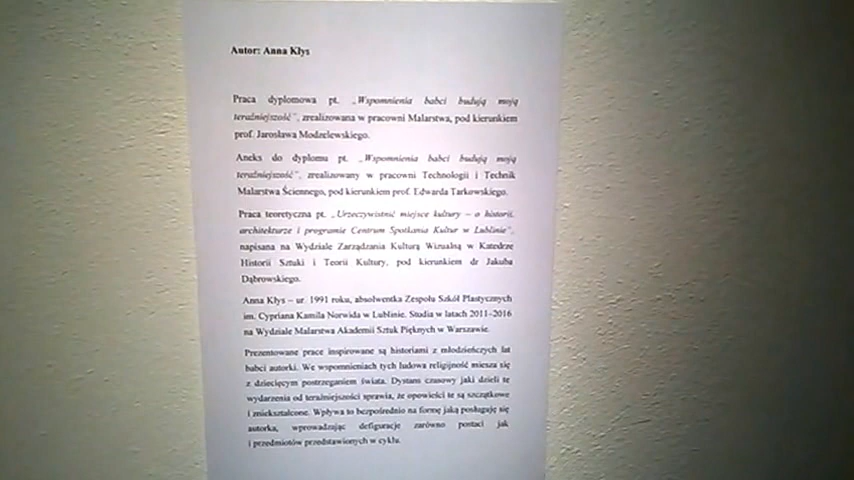 Autor: Anna Kłys
Praca dyplomowa pt. „Wspomnienia babci budują moją
teraźniejszość”, zrealizowana w pracowni Malarstwa, pod kierunkiem
prof. Jarosława Modzelewskiego.
Aneks do dyplomu pt. „Wspomnienia babci budują moją
teraźniejszość”, zrealizowany w pracowni Technologii i Technik
Malarstwa Ściennego, pod kierunkiem prof. Edwarda Tarkowskiego.
Praca teoretyczna pt. „Urzeczywistnić miejsce kultury – o historii,
architekturze i programie Centrum Spotkania Kultur w Lublinie”,
napisana na Wydziale Zarządzania Kulturą Wizualną w Katedrze
Historii Sztuki i Teorii Kultury, pod kierunkiem dr Jakuba
Dąbrowskiego.
Anna Kłys – ur. 1991 roku, absolwentka Zespołu Szkół Plastycznych
im. Cypriana Kamila Norwida w Lublinie. Studia w latach 2011–2016
na Wydziale Malarstwa Akademii Sztuk Pięknych w Warszawie.
Prezentowane prace inspirowane są historiami z młodzieńczych lat
babci autorki. We wspomnieniach tych ludowa religijność miesza się
z dziecięcym postrzeganiem świata. Dystans czasowy jaki dzieli te
wydarzenia od teraźniejszości sprawia, że opowieści te są szczątkowe
i zniekształcone. Wpływa to bezpośrednio na formę jaką posługuje się
autorka, wprowadzając defiguracje zarówno postaci jak
i przedmiotów przedstawionych w cyklu.